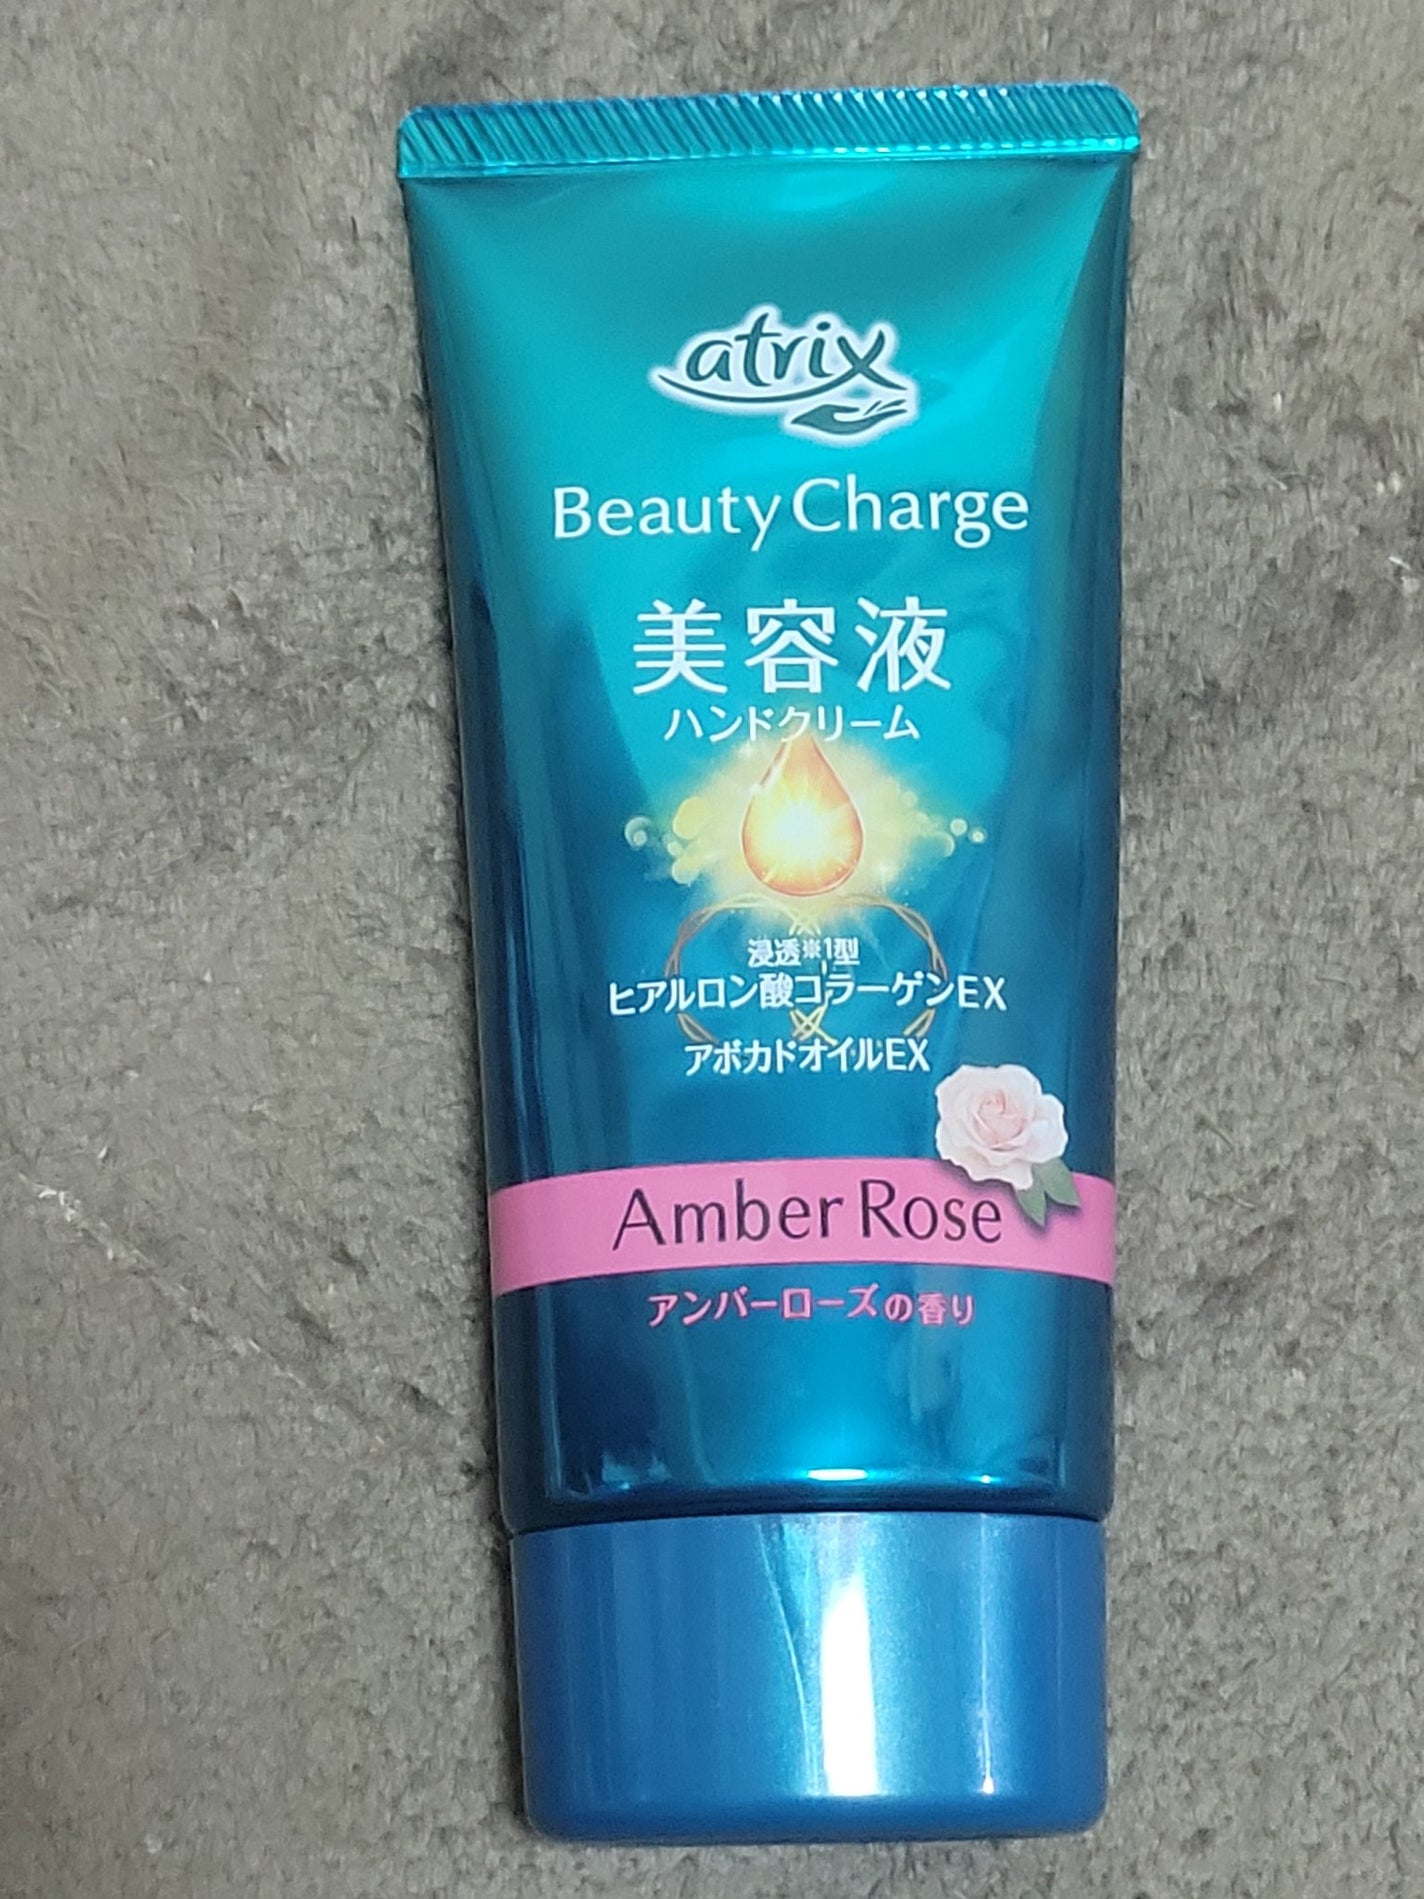 atrix
Beauty Charge
美容液
ハンドクリーム
浸透※1型
ヒアルロン酸コラーゲンEX
アボカドオイルEX
Amber Rose
アンバーローズの香り